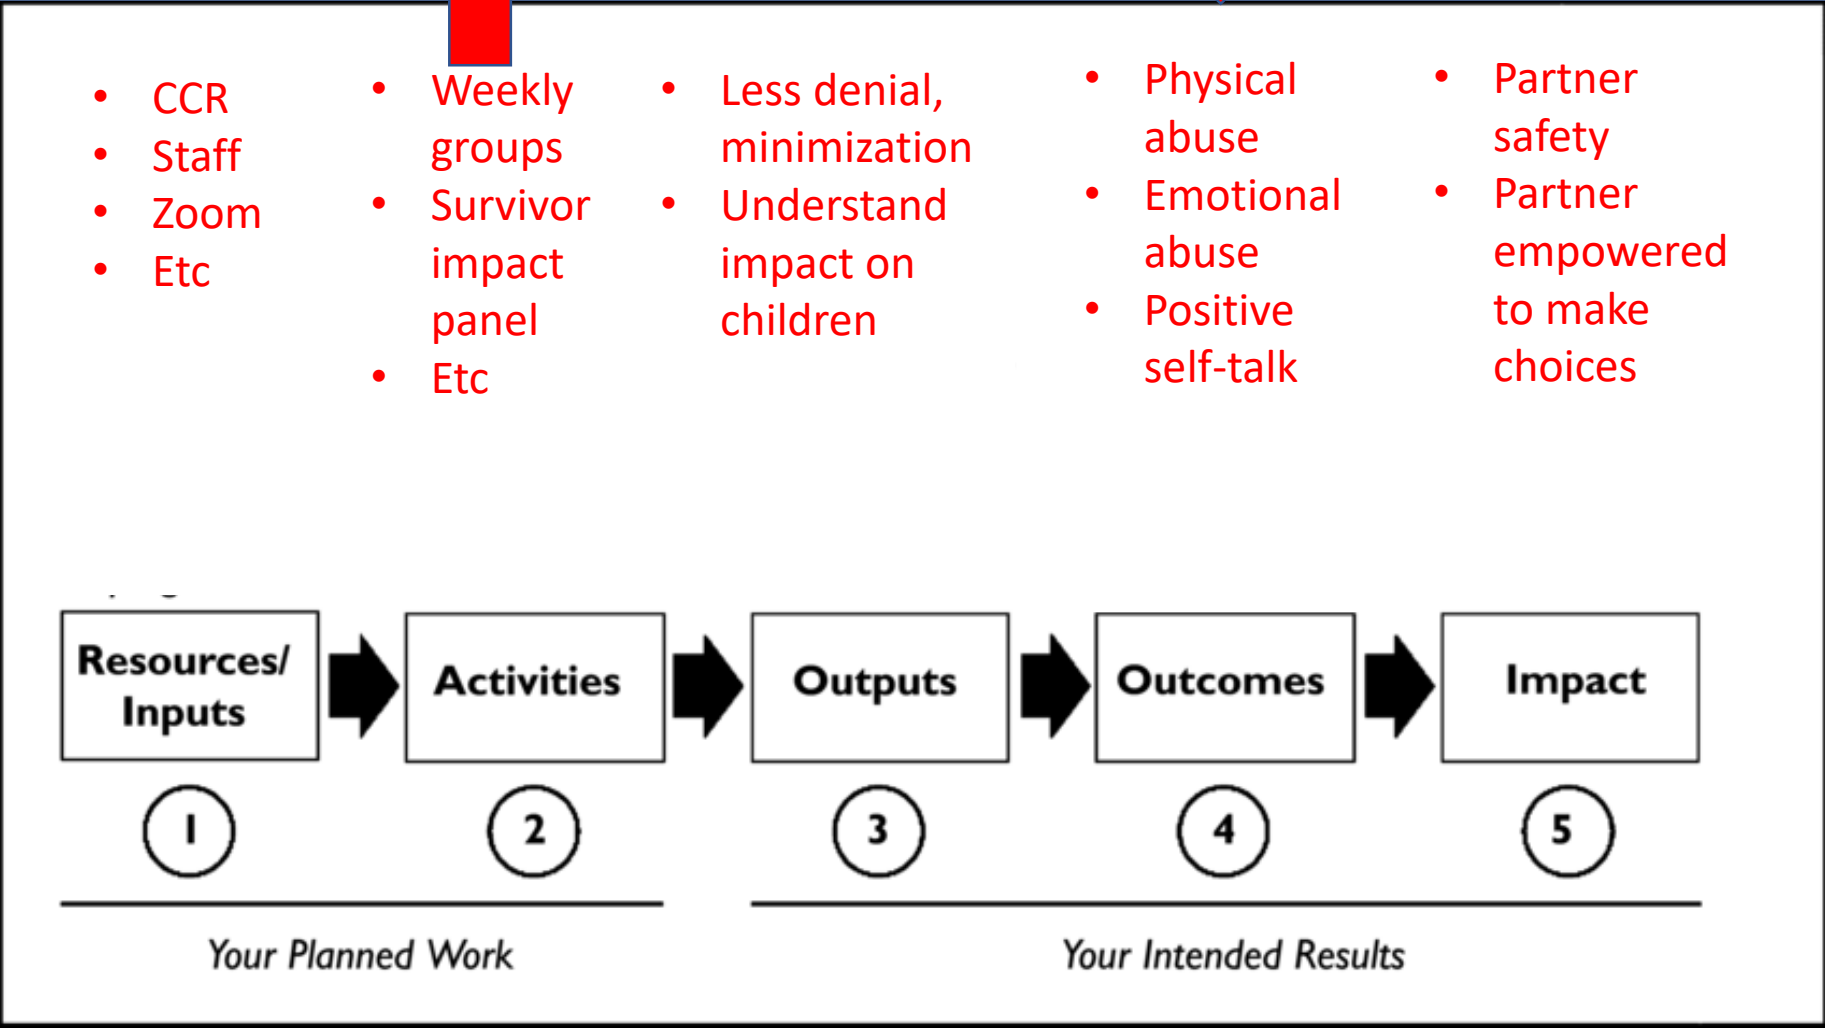 • CCR
• Staff
• Zoom
• Etc
• Weekly
groups
• Survivor
impact
panel
• Etc
• Less denial,
minimization
• Understand
impact on
children
• Physical
abuse
• Emotional
abuse
• Positive
self-talk
• Partner
safety
• Partner
empowered
to make
choices
Resources/
Inputs
Activities
Outputs
Outcomes
Impact
1
2
3
4
5
Your Planned Work
Your Intended Results